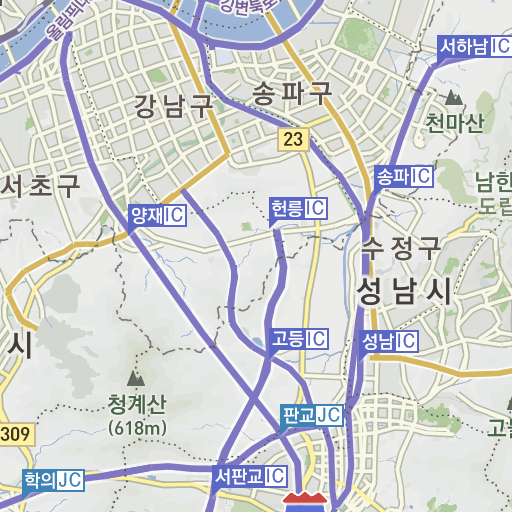 올림픽대
강변북로
서하남IC
강남구
송파구
천마산
23
서초구
송파IC
남한
도립
양재IC
헌릉IC
수정구
성남시
시
고등IC
성남IC
청계산
(618m)
판교JC
309
서판교IC
학의JC